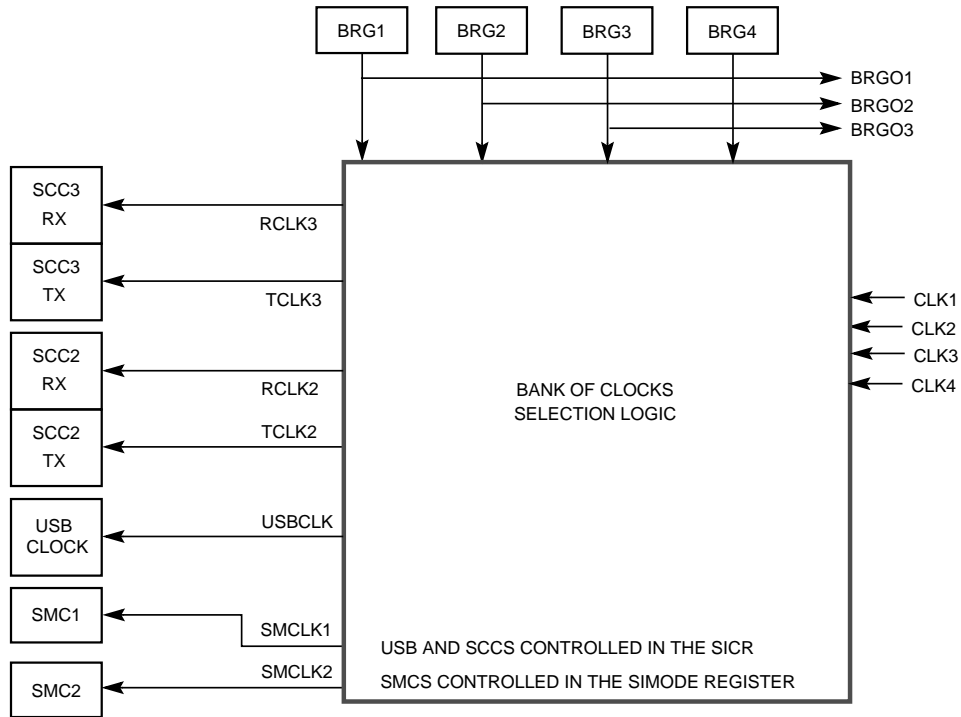 BRG1
BRG2
BRG3
BRG4
BRGO1
BRGO2
BRGO3
SCC3
RX
RCLK3
SCC3
TX
TCLK3
CLK1
CLK2
CLK3
CLK4
SCC2
RX
RCLK2
BANK OF CLOCKS
SELECTION LOGIC
SCC2
TX
TCLK2
USB
CLOCK
USBCLK
SMC1
SMCLK1
USB AND SCCS CONTROLLED IN THE SICR
SMC2
SMCLK2
SMCS CONTROLLED IN THE SIMODE REGISTER